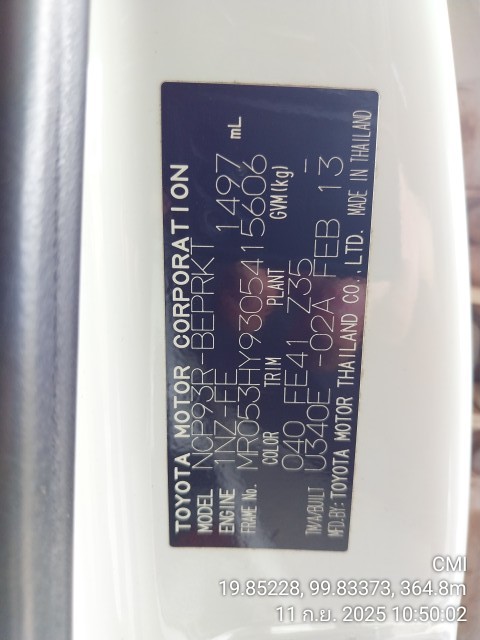 TOYOTA MOTOR CORPORATION
MODEL NCP93R-BEPRKT
ENGINE 1NZ-FE 1497 mL
FRAME No. MR053HY9305415606
COLOR TRIM PLANT GVM(kg)
040 FE41 Z35 –
TM/A/BUILT U340E -02A FEB 13
MFD.BY: TOYOTA MOTOR THAILAND CO.,LTD. MADE IN THAILAND
CMI
19.85228, 99.83373, 364.8m
11 ก.ย. 2025 10:50:02